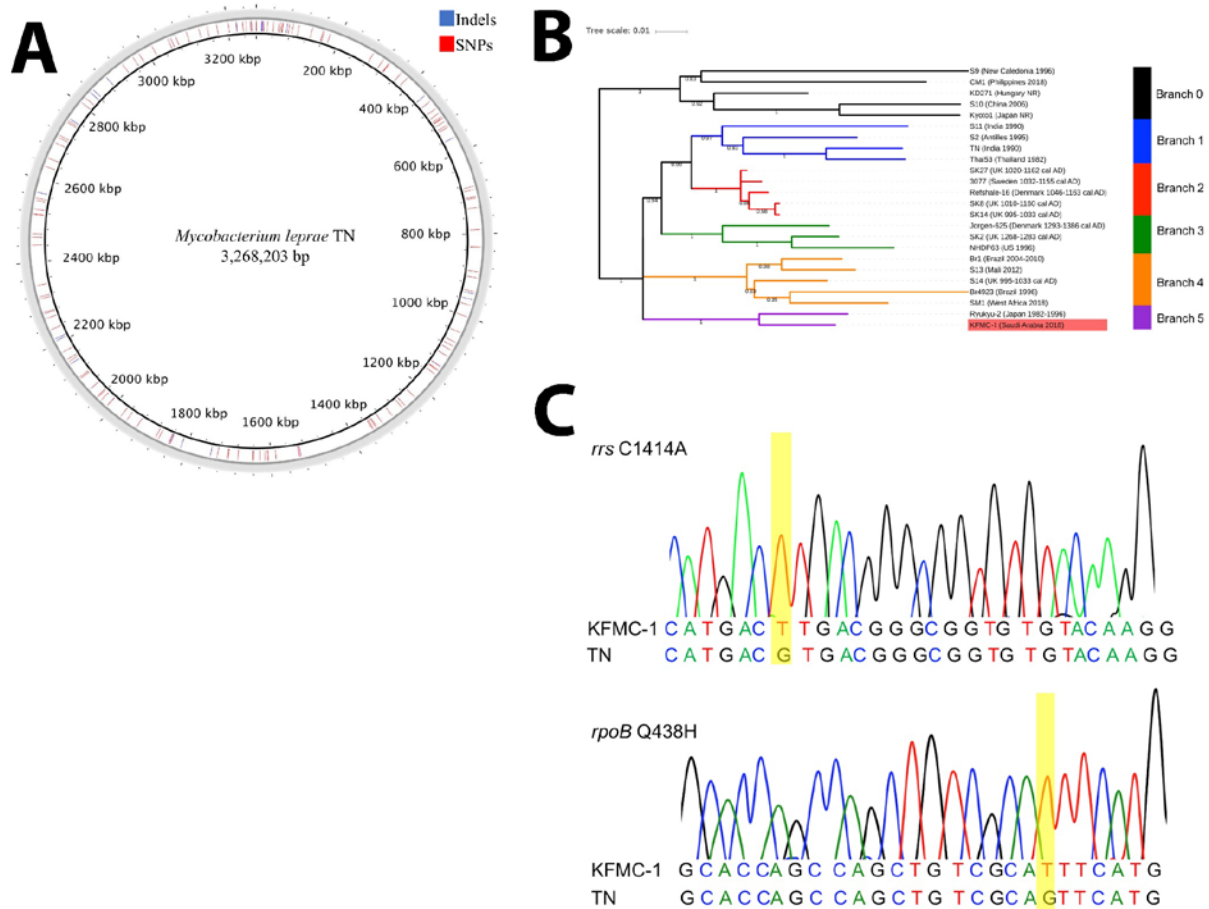 A
Indels
SNPs
3200 kbp
200 kbp
3000 kbp
400 kbp
2800 kbp
600 kbp
2600 kbp
Mycobacterium leprae TN
3,268,203 bp
800 kbp
2400 kbp
1000 kbp
2200 kbp
1200 kbp
2000 kbp
1400 kbp
1800 kbp
1600 kbp
B
Tree scale: 0.01
S9 (New Caledonia 1996)
CM1 (Philippines 2018)
KD271 (Hungary NR)
S10 (China 2006)
Kyoto1 (Japan NR)
S11 (India 1990)
S2 (Antilles 1995)
TN (India 1990)
Thai53 (Thailand 1982)
SK27 (UK 1020-1162 cal AD)
3077 (Sweden 1032-1155 cal AD)
Refshale-16 (Denmark 1046-1163 cal AD)
SK8 (UK 1010-1160 cal AD)
SK14 (UK 995-1033 cal AD)
Jorgen-625 (Denmark 1293-1386 cal AD)
SK2 (UK 1268-1283 cal AD)
NHDP63 (US 1996)
Br1 (Brazil 2004-2010)
S13 (Mali 2012)
S14 (UK 995-1033 cal AD)
Br4923 (Brazil 1996)
SM1 (West Africa 2018)
Ryukyu-2 (Japan 1982-1996)
KFMC-1 (Saudi Arabia 2018)
Branch 0
Branch 1
Branch 2
Branch 3
Branch 4
Branch 5
C
rrs C1414A
KFMC-1 CATGACTTGACGGGCGGTGTGTACAAGG
TN CATGACGTGACGGGCGGTGTGTACAAGG
rpoB Q438H
KFMC-1 GCACCAGCCAGCTGTCGCATTTCATG
TN GCACCAGCCAGCTGTCGCAGTTCATG